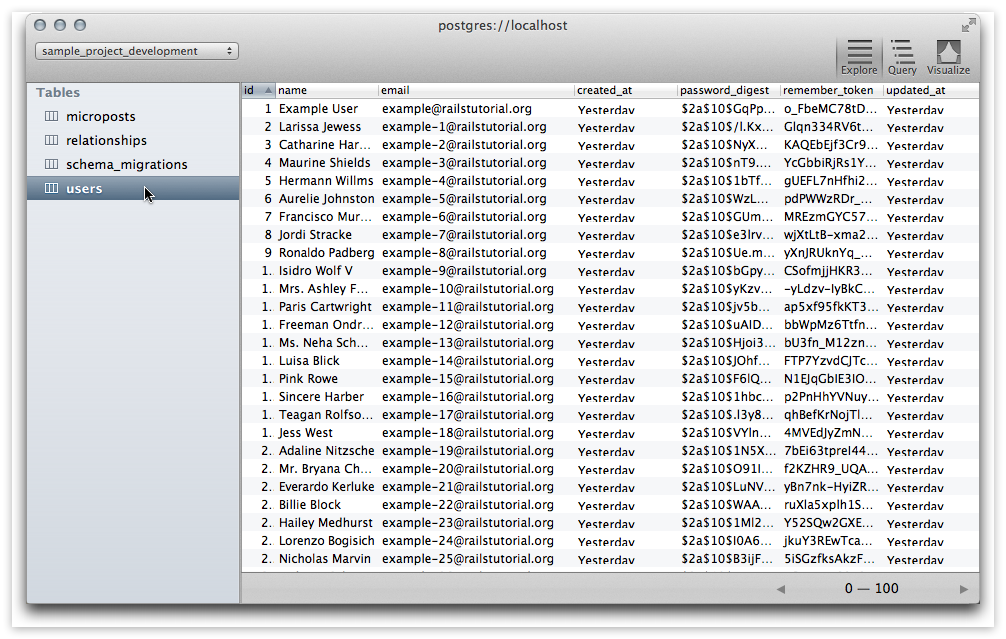 postgres://localhost
sample_project_development
Explore Query Visualize
Tables
microposts
relationships
schema_migrations
users
id name email created_at password_digest remember_token updated_at
1 Example User example@railstutorial.org Yesterday $2a$10$GqPp... o_FbeMC78tD... Yesterday
2 Larissa Jewess example-1@railstutorial.org Yesterday $2a$10$/I.Kx... Glqn334RV6t... Yesterday
3 Catharine Har... example-2@railstutorial.org Yesterday $2a$10$NyX... KAQEbEjf3Cr9... Yesterday
4 Maurine Shields example-3@railstutorial.org Yesterday $2a$10$nT9... YcGbbiRjRs1Y... Yesterday
5 Hermann Willms example-4@railstutorial.org Yesterday $2a$10$1bTf... gUEFL7nHfhi2... Yesterday
6 Aurelie Johnston example-5@railstutorial.org Yesterday $2a$10$WzL... pdPWWzRDr_... Yesterday
7 Francisco Mur... example-6@railstutorial.org Yesterday $2a$10$GUm... MREzmGYC57... Yesterday
8 Jordi Stracke example-7@railstutorial.org Yesterday $2a$10$e3lrv... wjXtLtB-xma2... Yesterday
9 Ronaldo Padberg example-8@railstutorial.org Yesterday $2a$10$Ue.m... yXnJRUknYq_... Yesterday
1. Isidro Wolf V example-9@railstutorial.org Yesterday $2a$10$bGpy... CSofmjjHKR3... Yesterday
1. Mrs. Ashley F... example-10@railstutorial.org Yesterday $2a$10$yKzv... -yLdzv-lyBkC... Yesterday
1. Paris Cartwright example-11@railstutorial.org Yesterday $2a$10$jv5b... ap5xf95fkKT3... Yesterday
1. Freeman Ondr... example-12@railstutorial.org Yesterday $2a$10$uAID... bbWpMz6Ttfn... Yesterday
1. Ms. Neha Sch... example-13@railstutorial.org Yesterday $2a$10$Hjoi3... bU3fn_M12zn... Yesterday
1. Luisa Blick example-14@railstutorial.org Yesterday $2a$10$JOhf... FTP7YzvdCJTc... Yesterday
1. Pink Rowe example-15@railstutorial.org Yesterday $2a$10$F6lQ... N1EJqGbIE3IO... Yesterday
1. Sincere Harber example-16@railstutorial.org Yesterday $2a$10$1hbc... p2PnHhYVNuy... Yesterday
1. Teagan Rolfso... example-17@railstutorial.org Yesterday $2a$10$.l3y8... qhBefKrNojTl... Yesterday
1. Jess West example-18@railstutorial.org Yesterday $2a$10$VYln... 4MVEdJyZmN... Yesterday
2. Adaline Nitzsche example-19@railstutorial.org Yesterday $2a$10$1N5X... 7bEi63tpreI44... Yesterday
2. Mr. Bryana Ch... example-20@railstutorial.org Yesterday $2a$10$O91I... f2KZHR9_UQA... Yesterday
2. Everardo Kerluke example-21@railstutorial.org Yesterday $2a$10$LuNV... yBn7nk-HyiZR... Yesterday
2. Billie Block example-22@railstutorial.org Yesterday $2a$10$WAA... ruXla5xplh1S... Yesterday
2. Hailey Medhurst example-23@railstutorial.org Yesterday $2a$10$1Ml2... Y52SQw2GXE... Yesterday
2. Lorenzo Bogisich example-24@railstutorial.org Yesterday $2a$10$I0A6... jkuY3REwTca... Yesterday
2. Nicholas Marvin example-25@railstutorial.org Yesterday $2a$10$B3ijF... 5iSGzfksAkzF... Yesterday
0 — 100